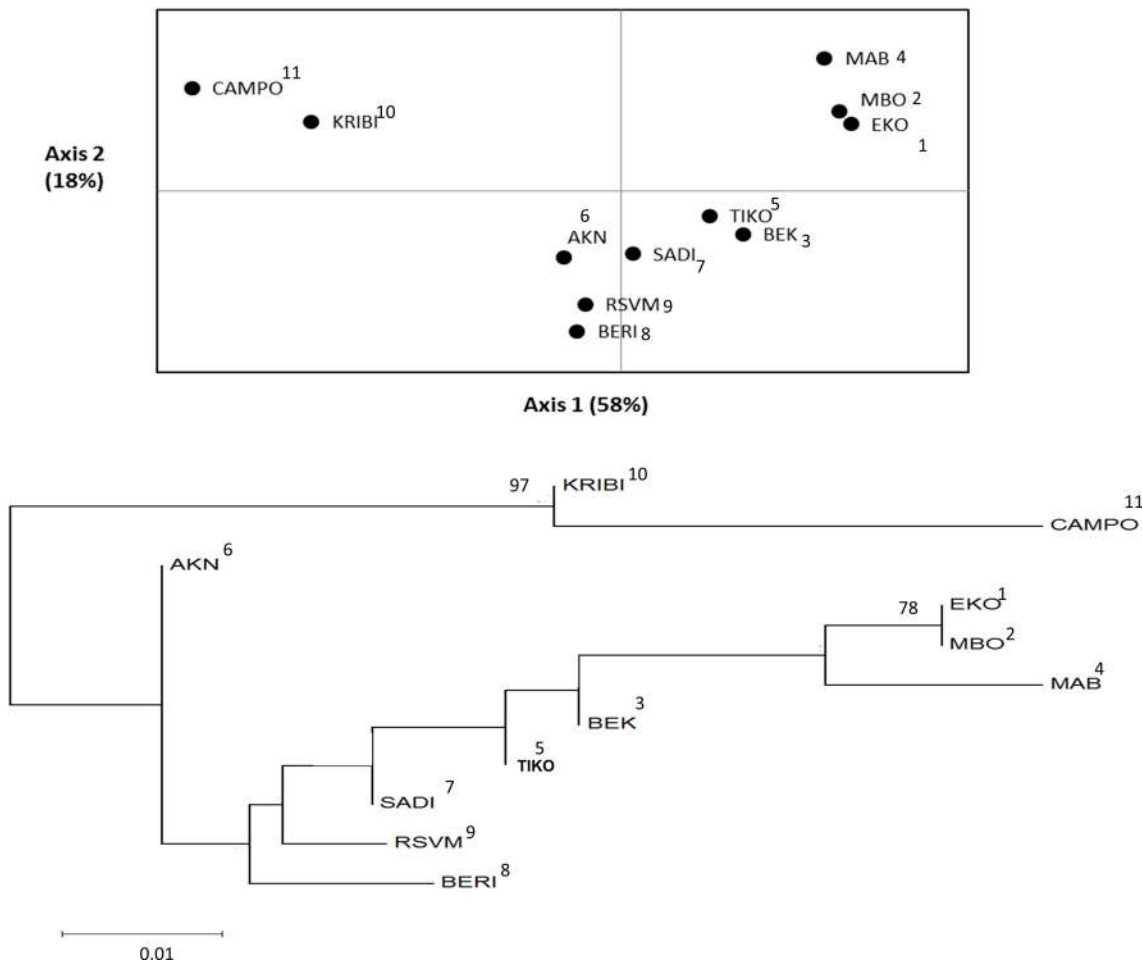 MAB 4
CAMPO 11
MBO 2
KRIBI 10
EKO 1
Axis 2
(18%)
TIKO 5
6
AKN
BEK 3
SADI 7
RSVM 9
BERI 8
Axis 1 (58%)
97
KRIBI 10
CAMPO 11
AKN 6
78
EKO 1
MBO 2
MAB 4
BEK 3
TIKO 5
SADI 7
RSVM 9
BERI 8
0.01